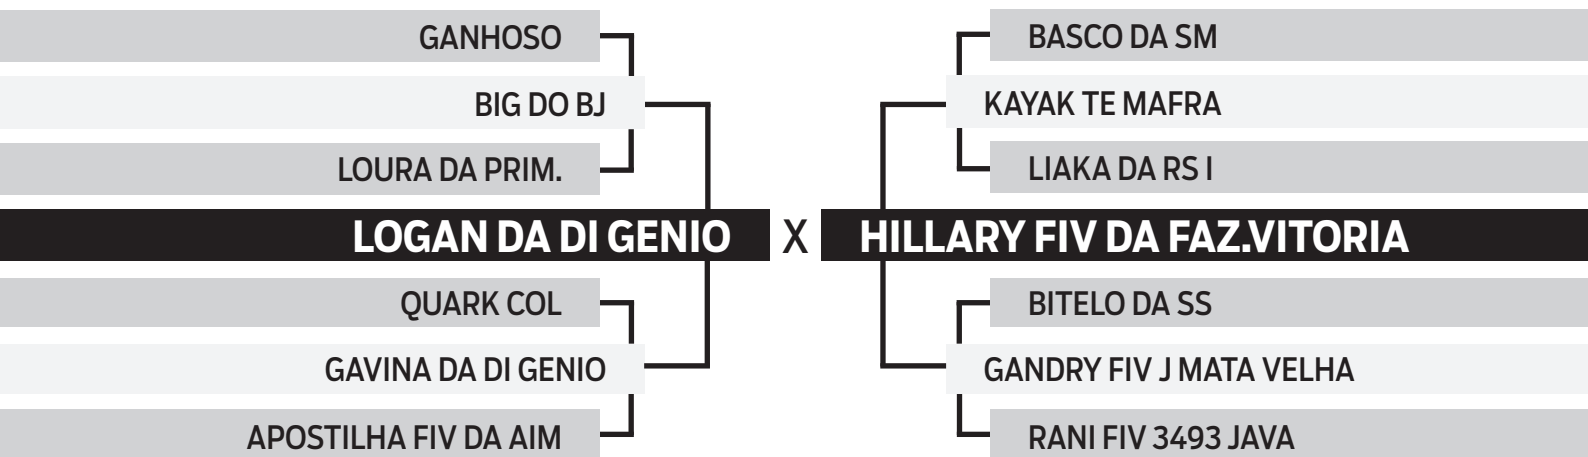 GANHOSO
BIG DO BJ
LOURA DA PRIM.
LOGAN DA DI GENIO
QUARK COL
GAVINA DA DI GENIO
APOSTILHA FIV DA AIM
X
BASCO DA SM
KAYAK TE MAFRA
LIAKA DA RS I
HILLARY FIV DA FAZ.VITORIA
BITELO DA SS
GANDRY FIV J MATA VELHA
RANI FIV 3493 JAVA